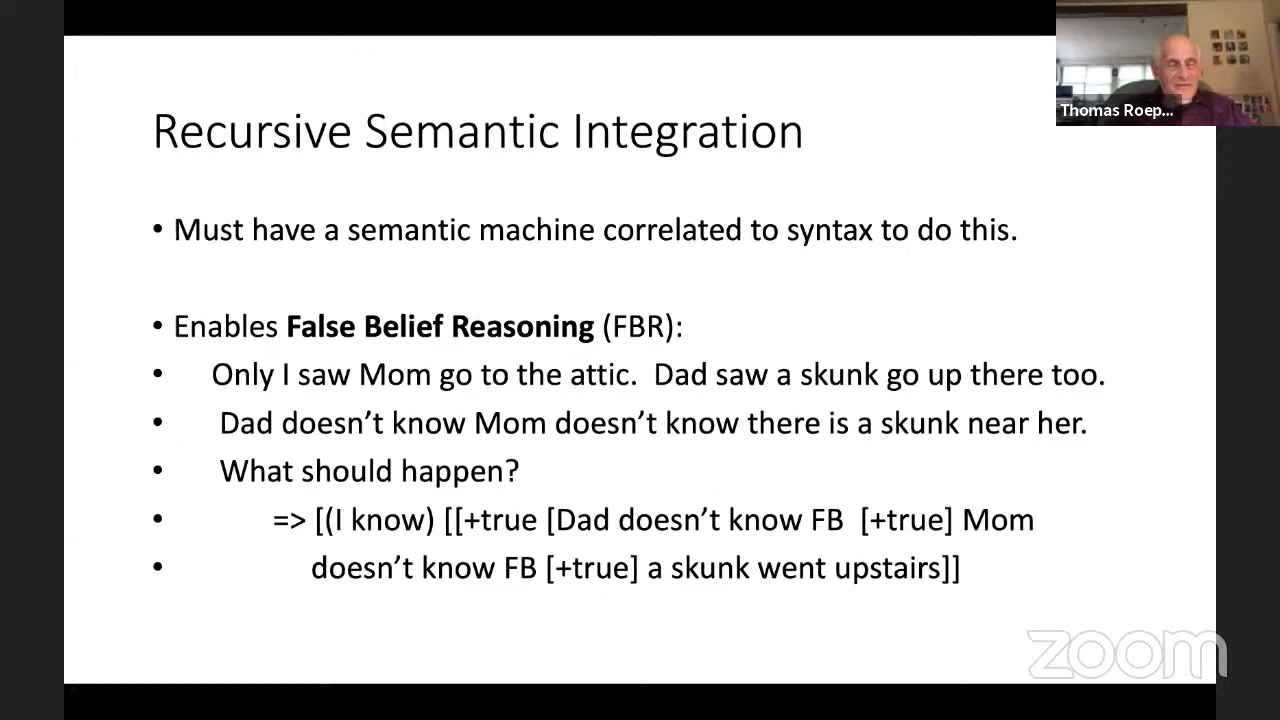 Thomas Roep...
Recursive Semantic Integration
• Must have a semantic machine correlated to syntax to do this.
• Enables False Belief Reasoning (FBR):
• Only I saw Mom go to the attic. Dad saw a skunk go up there too.
• Dad doesn't know Mom doesn't know there is a skunk near her.
• What should happen?
• => [(I know) [[+true [Dad doesn't know FB [+true] Mom
• doesn't know FB [+true] a skunk went upstairs]]
zoom